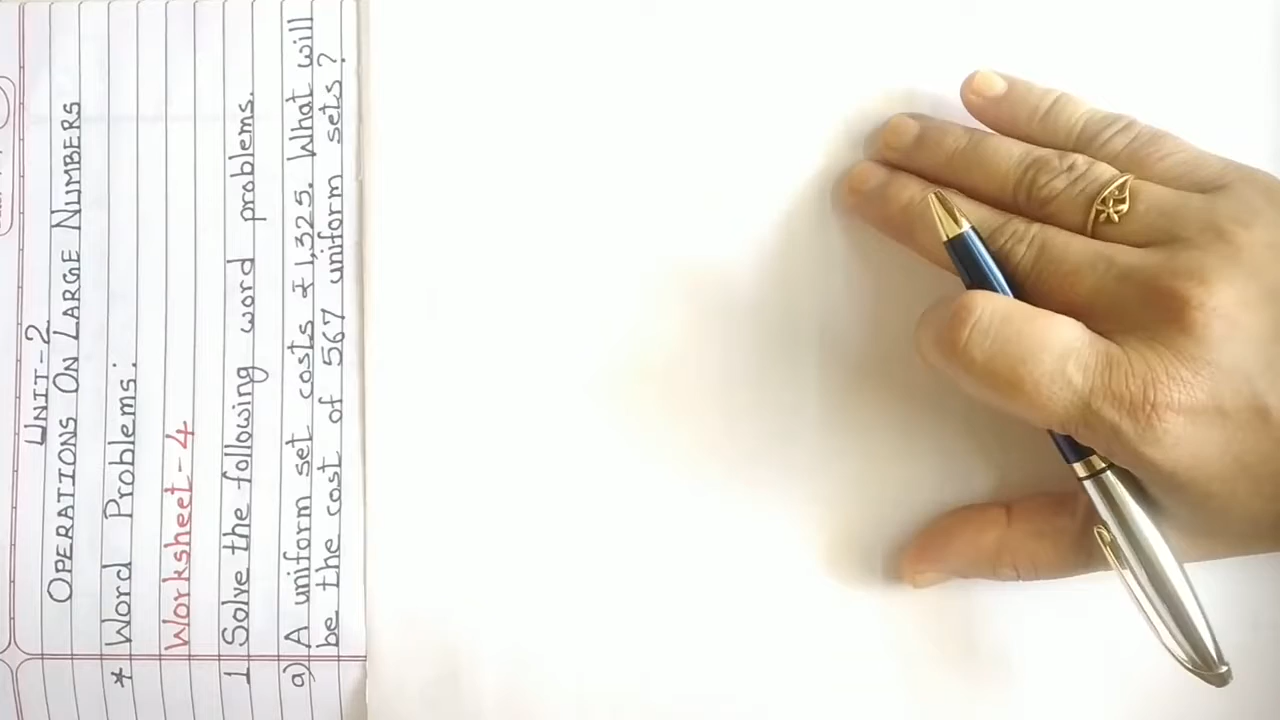 UNIT-2
OPERATIONS ON LARGE NUMBERS
* Word Problems:
Worksheet-4
1 Solve the following word problems.
a) A uniform set costs ₹1,325. What will
be the cost of 567 uniform sets?